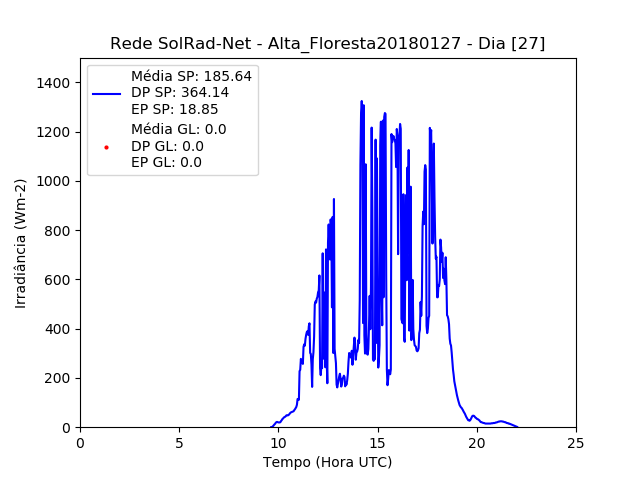 Rede SolRad-Net - Alta_Floresta20180127 - Dia [27]
Média SP: 185.64
DP SP: 364.14
EP SP: 18.85
Média GL: 0.0
DP GL: 0.0
EP GL: 0.0
1400
1200
1000
800
600
400
200
0
Irradiância (Wm-2)
0 5 10 15 20 25
Tempo (Hora UTC)